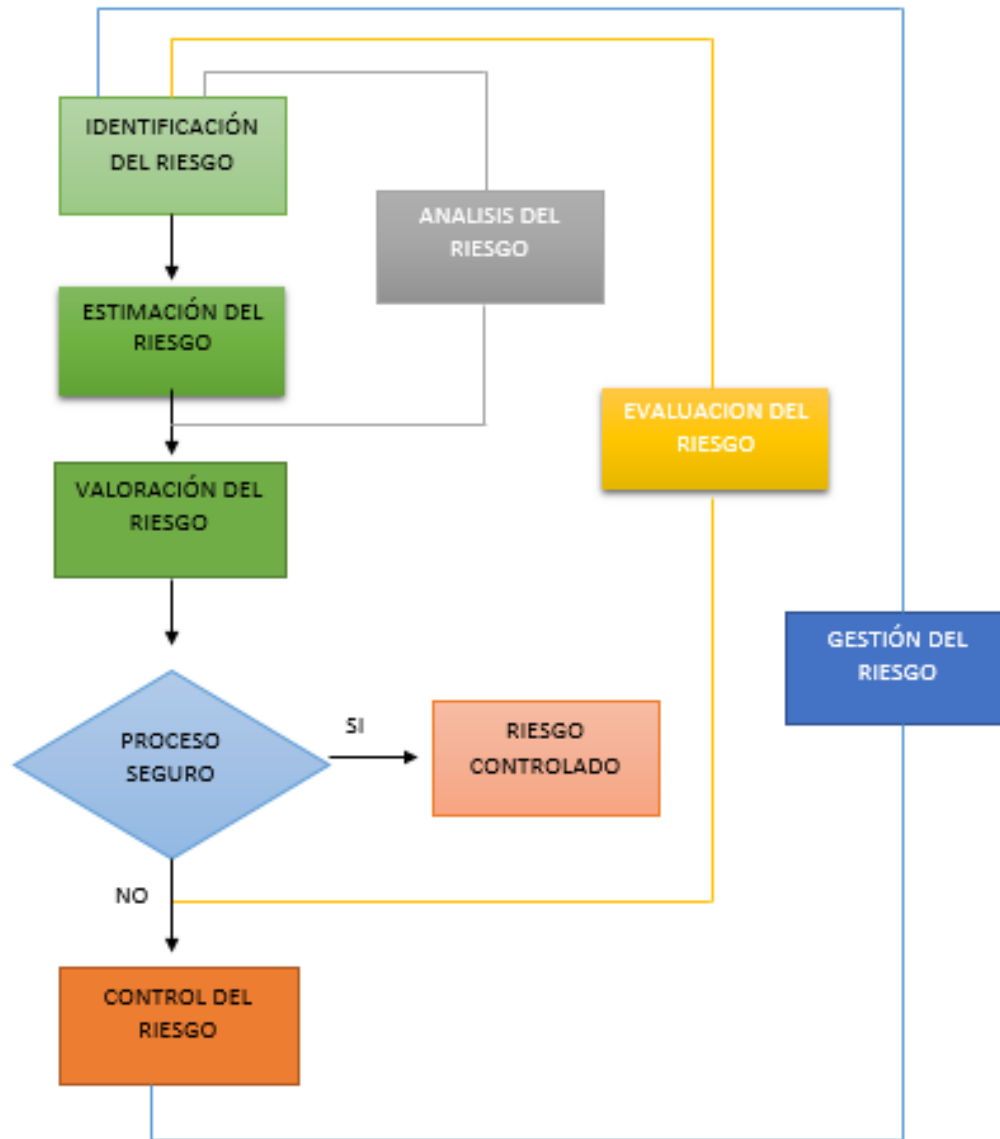 IDENTIFICACIÓN
DEL RIESGO
ANALISIS DEL
RIESGO
ESTIMACIÓN DEL
RIESGO
EVALUACION DEL
RIESGO
VALORACIÓN DEL
RIESGO
GESTIÓN DEL
RIESGO
PROCESO
SEGURO
SI
RIESGO
CONTROLADO
NO
CONTROL DEL
RIESGO